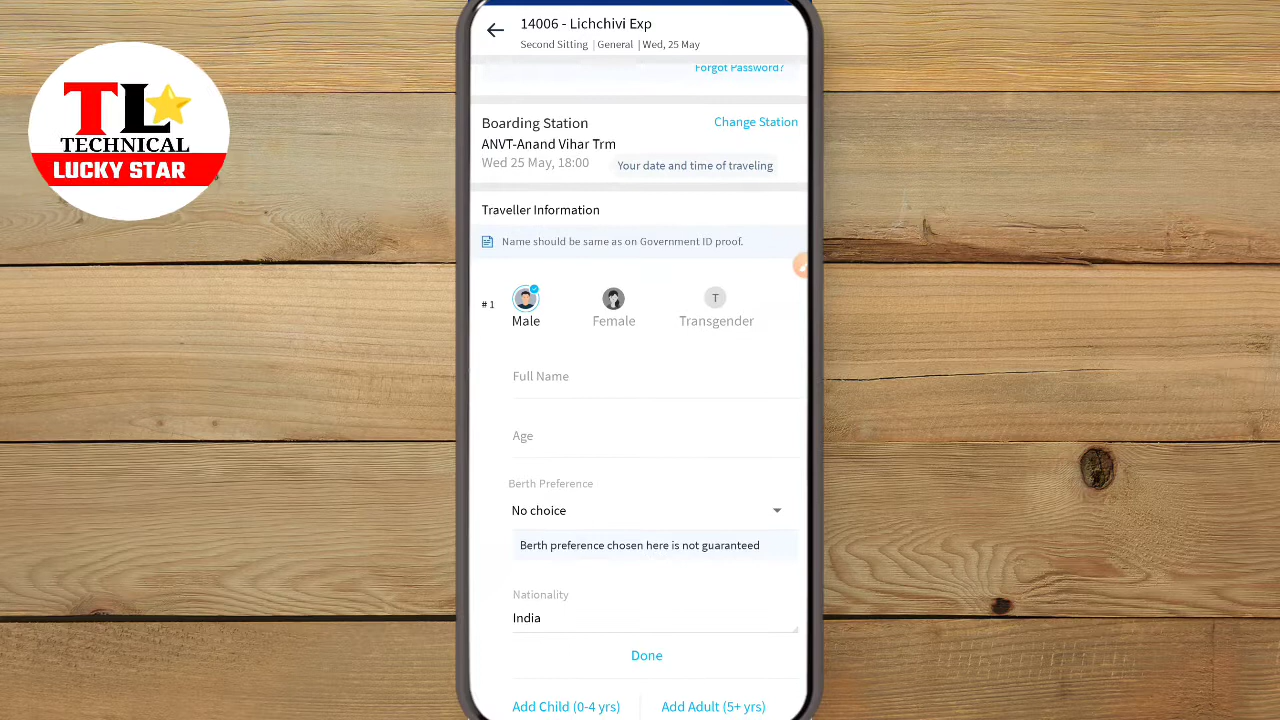 TL
TECHNICAL
LUCKY STAR
14006 - Lichchivi Exp
Second Sitting | General | Wed, 25 May
Forgot Password?
Boarding Station
Change Station
ANVT-Anand Vihar Trm
Wed 25 May, 18:00
Your date and time of traveling
Traveller Information
Name should be same as on Government ID proof.
# 1
T
Male
Female
Transgender
Full Name
Age
Berth Preference
No choice
Berth preference chosen here is not guaranteed
Nationality
India
Done
Add Child (0-4 yrs)
Add Adult (5+ yrs)